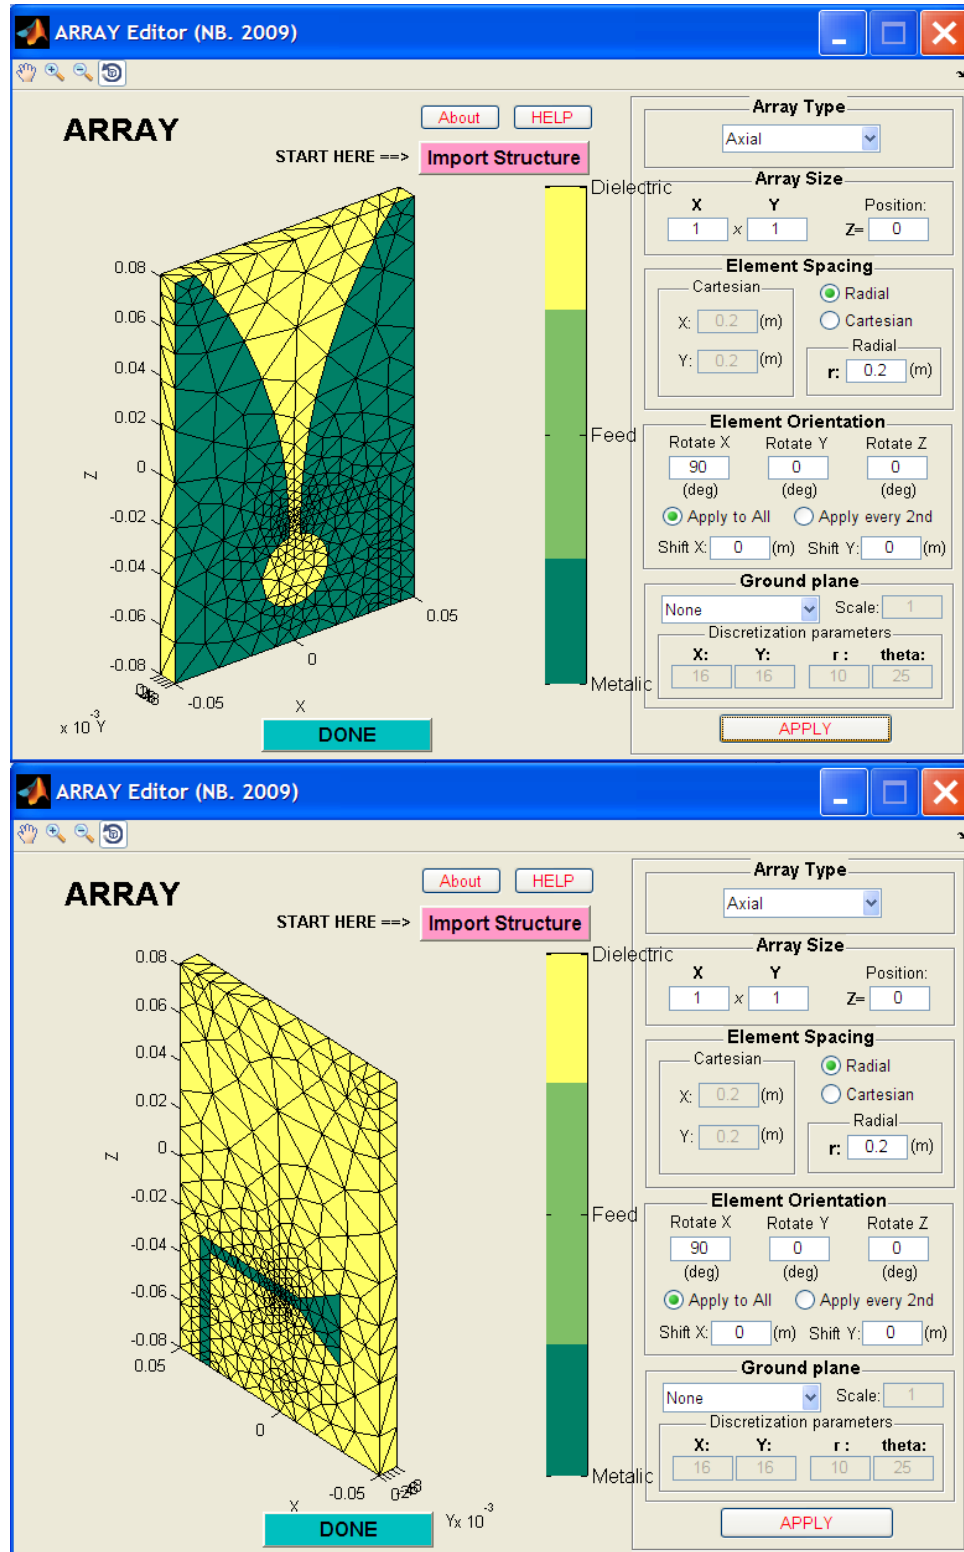 ARRAY Editor (NB. 2009)
ARRAY
About HELP
START HERE ==> Import Structure
Dielectric
Feed
Metalic
0.08
0.06
0.04
0.02
0
-0.02
-0.04
-0.06
-0.08
Z
0.05
0
-0.05
X
x 10^-3 Y
DONE
Array Type
Axial
Array Size
X Y Position:
1 x 1 Z= 0
Element Spacing
Cartesian
Radial
X: 0.2 (m)
Cartesian
Y: 0.2 (m)
Radial
r: 0.2 (m)
Element Orientation
Rotate X Rotate Y Rotate Z
90 0 0
(deg) (deg) (deg)
Apply to All Apply every 2nd
Shift X: 0 (m) Shift Y: 0 (m)
Ground plane
None Scale: 1
Discretization parameters
X: Y: r : theta:
16 16 10 25
APPLY
ARRAY Editor (NB. 2009)
ARRAY
About HELP
START HERE ==> Import Structure
Dielectric
Feed
Metalic
0.08
0.06
0.04
0.02
0
-0.02
-0.04
-0.06
-0.08
Z
0.05
0
-0.05
X
Y x 10^-3
DONE
Array Type
Axial
Array Size
X Y Position:
1 x 1 Z= 0
Element Spacing
Cartesian
Radial
X: 0.2 (m)
Cartesian
Y: 0.2 (m)
Radial
r: 0.2 (m)
Element Orientation
Rotate X Rotate Y Rotate Z
90 0 0
(deg) (deg) (deg)
Apply to All Apply every 2nd
Shift X: 0 (m) Shift Y: 0 (m)
Ground plane
None Scale: 1
Discretization parameters
X: Y: r : theta:
16 16 10 25
APPLY